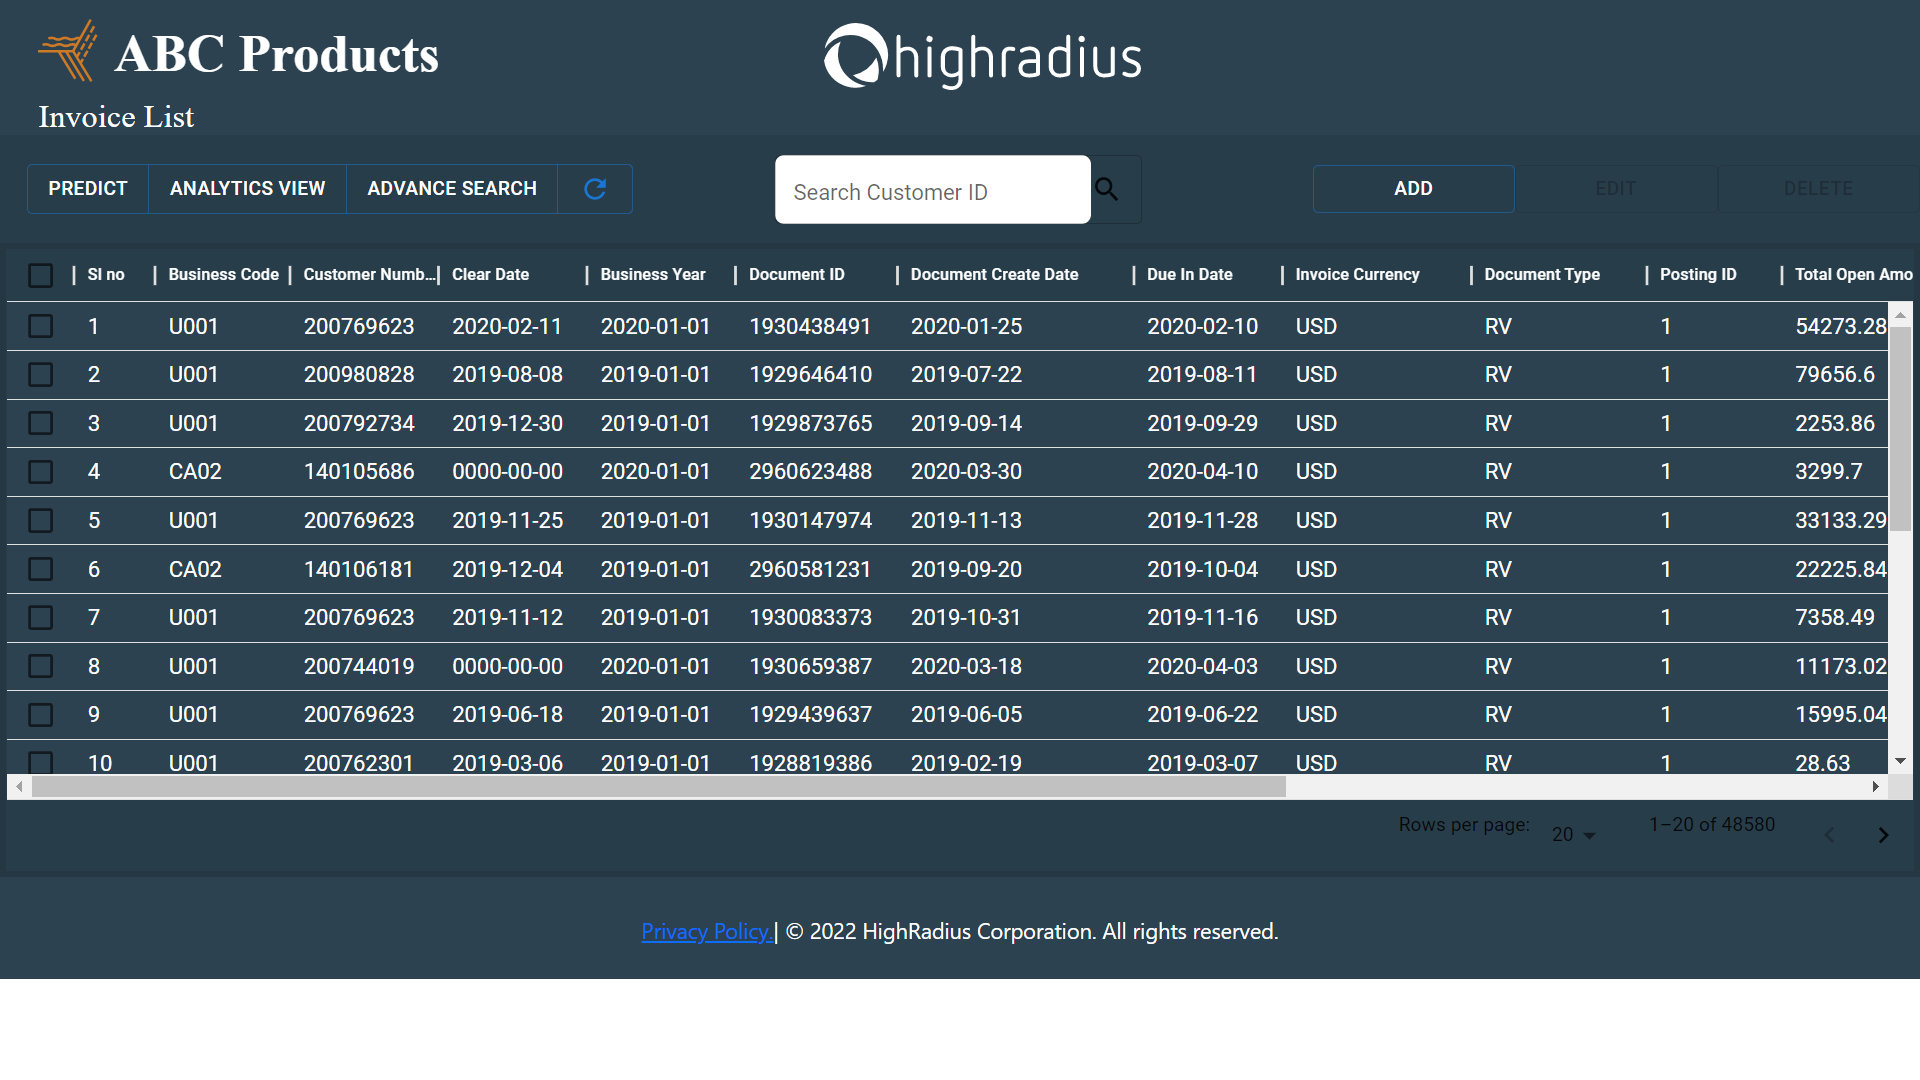 ABC Products
highradius
Invoice List
PREDICT ANALYTICS VIEW ADVANCE SEARCH Search Customer ID ADD EDIT DELETE
Sl no Business Code Customer Numb... Clear Date Business Year Document ID Document Create Date Due In Date Invoice Currency Document Type Posting ID Total Open Amo
1 U001 200769623 2020-02-11 2020-01-01 1930438491 2020-01-25 2020-02-10 USD RV 1 54273.28
2 U001 200980828 2019-08-08 2019-01-01 1929646410 2019-07-22 2019-08-11 USD RV 1 79656.6
3 U001 200792734 2019-12-30 2019-01-01 1929873765 2019-09-14 2019-09-29 USD RV 1 2253.86
4 CA02 140105686 0000-00-00 2020-01-01 2960623488 2020-03-30 2020-04-10 USD RV 1 3299.7
5 U001 200769623 2019-11-25 2019-01-01 1930147974 2019-11-13 2019-11-28 USD RV 1 33133.29
6 CA02 140106181 2019-12-04 2019-01-01 2960581231 2019-09-20 2019-10-04 USD RV 1 22225.84
7 U001 200769623 2019-11-12 2019-01-01 1930083373 2019-10-31 2019-11-16 USD RV 1 7358.49
8 U001 200744019 0000-00-00 2020-01-01 1930659387 2020-03-18 2020-04-03 USD RV 1 11173.02
9 U001 200769623 2019-06-18 2019-01-01 1929439637 2019-06-05 2019-06-22 USD RV 1 15995.04
10 U001 200762301 2019-03-06 2019-01-01 1928819386 2019-02-19 2019-03-07 USD RV 1 28.63
Rows per page: 20 1–20 of 48580
Privacy Policy | © 2022 HighRadius Corporation. All rights reserved.